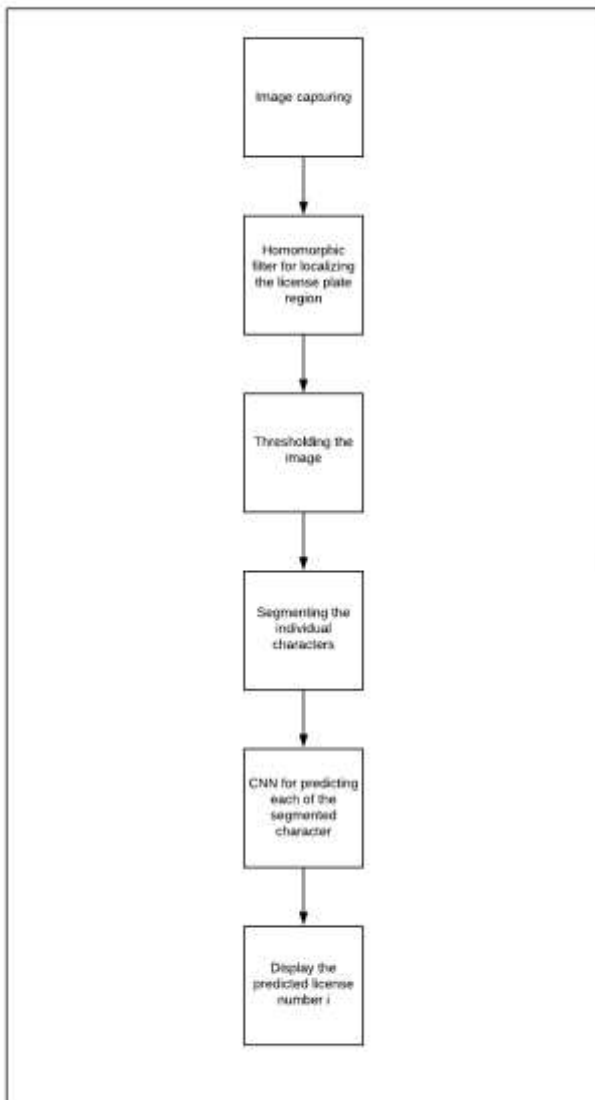 Image capturing
Homomorphic
filter for localizing
the license plate
region
Thresholding the
image
Segmenting the
individual
characters
CNN for predicting
each of the
segmented
character
Display the
predicted license
number i